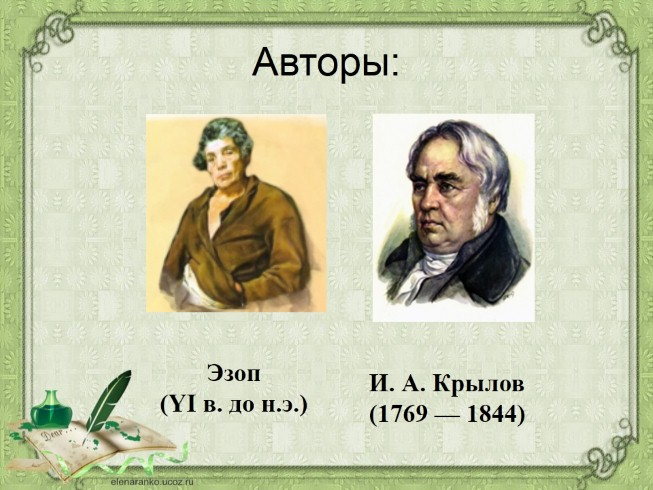 Авторы:
Эзоп
(YI в. до н.э.)
И. А. Крылов
(1769 — 1844)
elenaranko.ucoz.ru